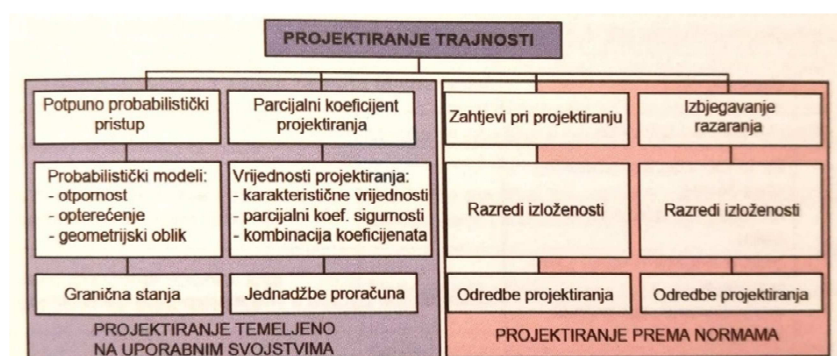 PROJEKTIRANJE TRAJNOSTI
Potpuno probabilistički
pristup
Parcijalni koeficijent
projektiranja
Zahtjevi pri projektiranju
Izbjegavanje
razaranja
Probabilistički modeli:
- otpornost
- opterećenje
- geometrijski oblik
Vrijednosti projektiranja:
- karakteristične vrijednosti
- parcijalni koef. sigurnosti
- kombinacija koeficijenata
Razredi izloženosti
Razredi izloženosti
Granična stanja
Jednadžbe proračuna
Odredbe projektiranja
Odredbe projektiranja
PROJEKTIRANJE TEMELJENO
NA UPORABNIM SVOJSTVIMA
PROJEKTIRANJE PREMA NORMAMA